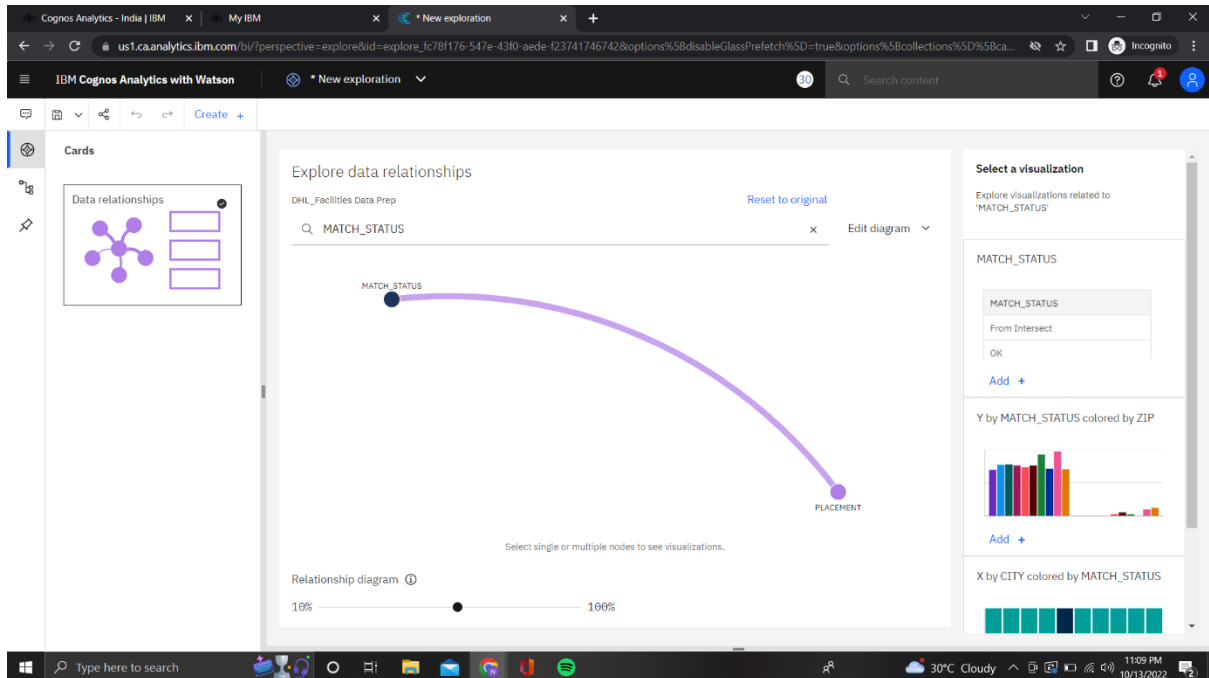 Cognos Analytics - India | IBM
My IBM
* New exploration
us1.ca.analytics.ibm.com/bi/?perspective=explore&id=explore_fc78f176-547e-43f0-aede-f23741746742&options%5BdisableGlassPrefetch%5D=true&options%5Bcollections%5D%5Bca...
Incognito
IBM Cognos Analytics with Watson
* New exploration
30
Search content
1
Create +
Cards
Data relationships
Explore data relationships
DHL_Facilities Data Prep
Reset to original
MATCH_STATUS
Edit diagram
MATCH_STATUS
PLACEMENT
Select single or multiple nodes to see visualizations.
Relationship diagram
10%
100%
Select a visualization
Explore visualizations related to
'MATCH_STATUS'
MATCH_STATUS
MATCH_STATUS
From Intersect
OK
Add +
Y by MATCH_STATUS colored by ZIP
Add +
X by CITY colored by MATCH_STATUS
Type here to search
30°C Cloudy
11:09 PM
10/13/2022
2